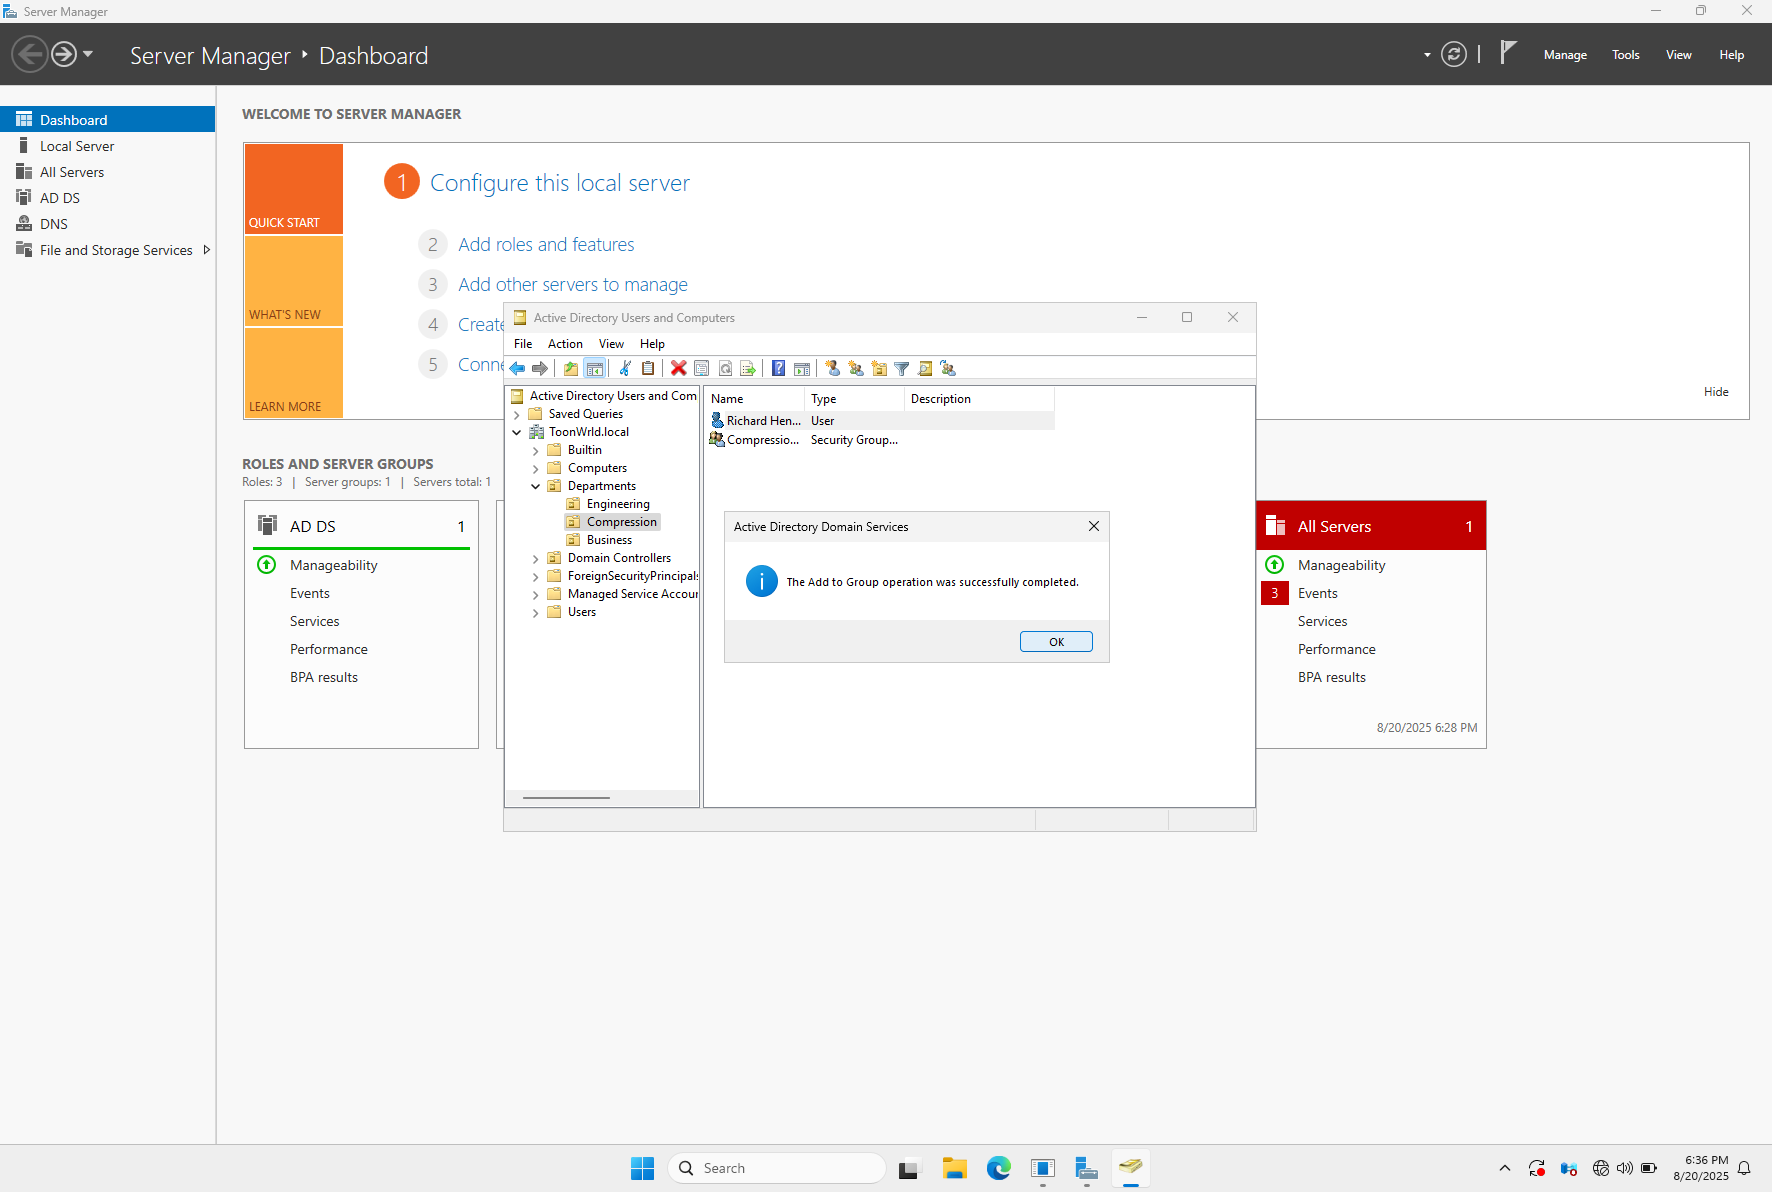 Server Manager
Server Manager ‣ Dashboard
Manage Tools View Help
Dashboard
Local Server
All Servers
AD DS
DNS
File and Storage Services
WELCOME TO SERVER MANAGER
QUICK START
WHAT'S NEW
LEARN MORE
1 Configure this local server
2 Add roles and features
3 Add other servers to manage
4 Create
5 Conne
Hide
ROLES AND SERVER GROUPS
Roles: 3 | Server groups: 1 | Servers total: 1
AD DS 1
Manageability
Events
Services
Performance
BPA results
Active Directory Users and Computers
File Action View Help
Active Directory Users and Com
Saved Queries
ToonWrld.local
Builtin
Computers
Departments
Engineering
Compression
Business
Domain Controllers
ForeignSecurityPrincipals
Managed Service Accour
Users
Name Type Description
Richard Hen... User
Compressio... Security Group...
Active Directory Domain Services
The Add to Group operation was successfully completed.
OK
All Servers 1
Manageability
3 Events
Services
Performance
BPA results
8/20/2025 6:28 PM
Search
6:36 PM
8/20/2025